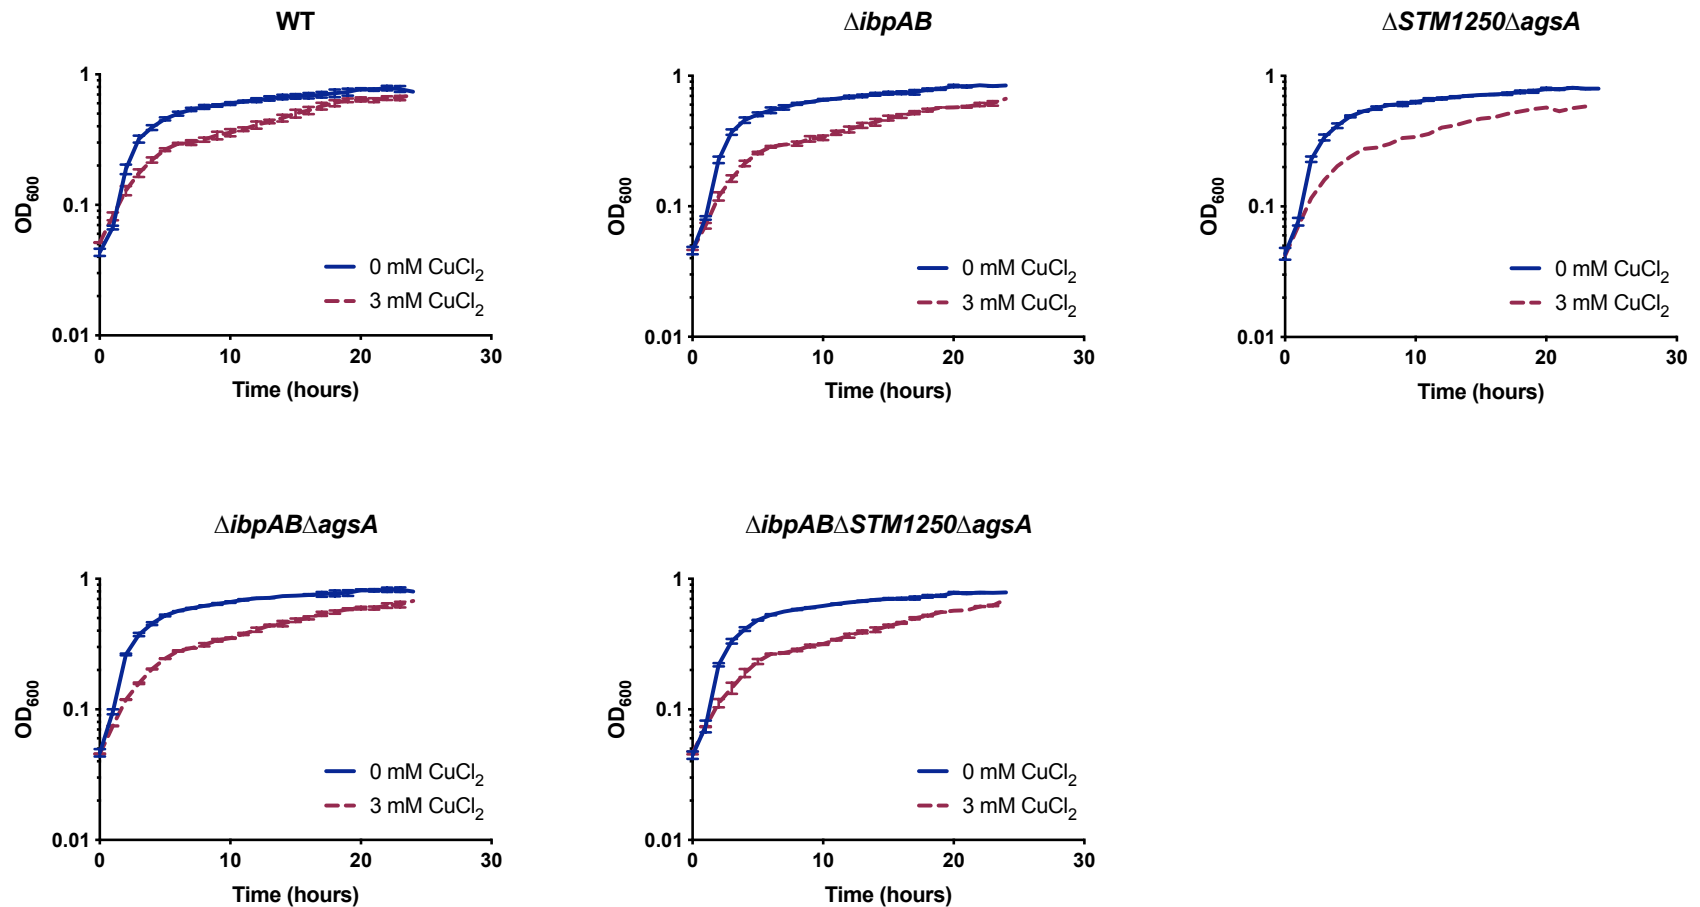 WT
1
0.1
0.01
OD600
0 mM CuCl2
3 mM CuCl2
0 10 20 30
Time (hours)
ΔibpAB
1
0.1
0.01
OD600
0 mM CuCl2
3 mM CuCl2
0 10 20 30
Time (hours)
ΔSTM1250ΔagsA
1
0.1
0.01
OD600
0 mM CuCl2
3 mM CuCl2
0 10 20 30
Time (hours)
ΔibpABΔagsA
1
0.1
0.01
OD600
0 mM CuCl2
3 mM CuCl2
0 10 20 30
Time (hours)
ΔibpABΔSTM1250ΔagsA
1
0.1
0.01
OD600
0 mM CuCl2
3 mM CuCl2
0 10 20 30
Time (hours)